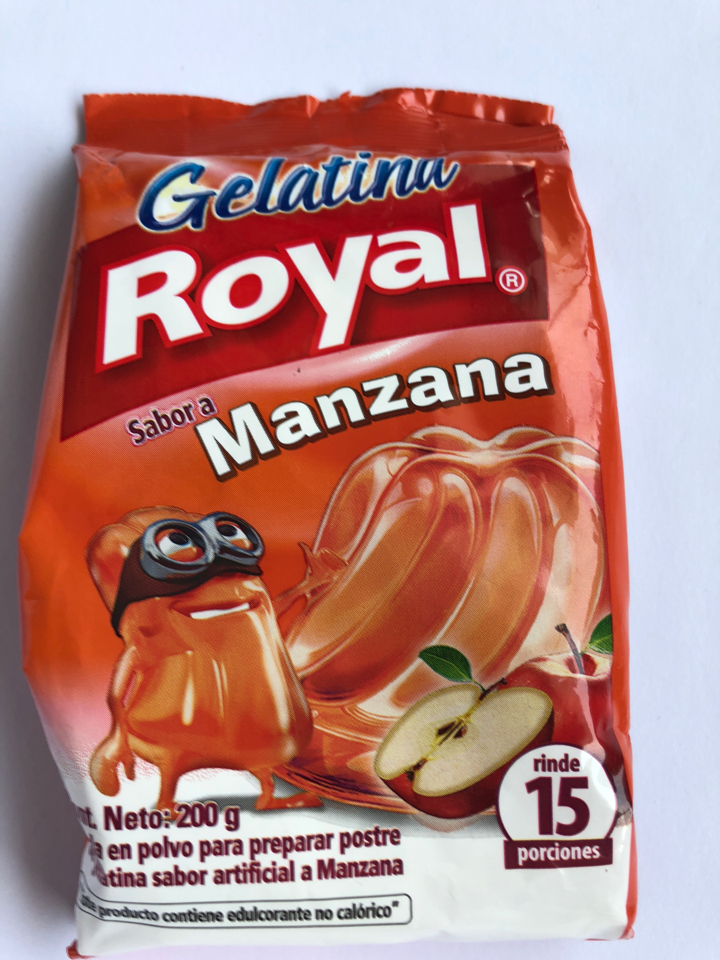 Gelatina
Royal®
Sabor a
Manzana
rinde
15
porciones
Neto: 200 g
en polvo para preparar postre
sabor artificial a Manzana
producto contiene edulcorante no calórico"